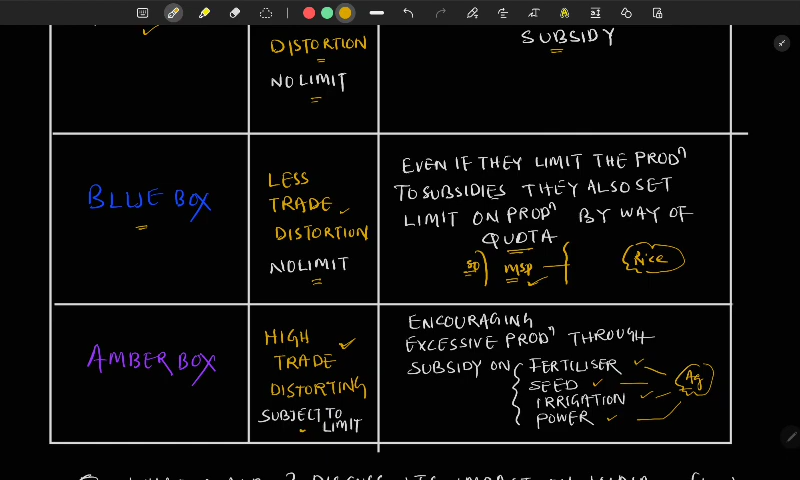 DISTORTION
NO LIMIT
SUBSIDY
BLUE BOX
LESS
TRADE
DISTORTION
NO LIMIT
EVEN IF THEY LIMIT THE PRODⁿ
TO SUBSIDIES THEY ALSO SET
LIMIT ON PRODⁿ BY WAY OF
QUOTA
msp
Rice
AMBER BOX
HIGH
TRADE
DISTORTING
SUBJECT TO
LIMIT
ENCOURAGING
EXCESSIVE PRODⁿ THROUGH
SUBSIDY ON
FERTILISER
SEED
IRRIGATION
POWER
Ag